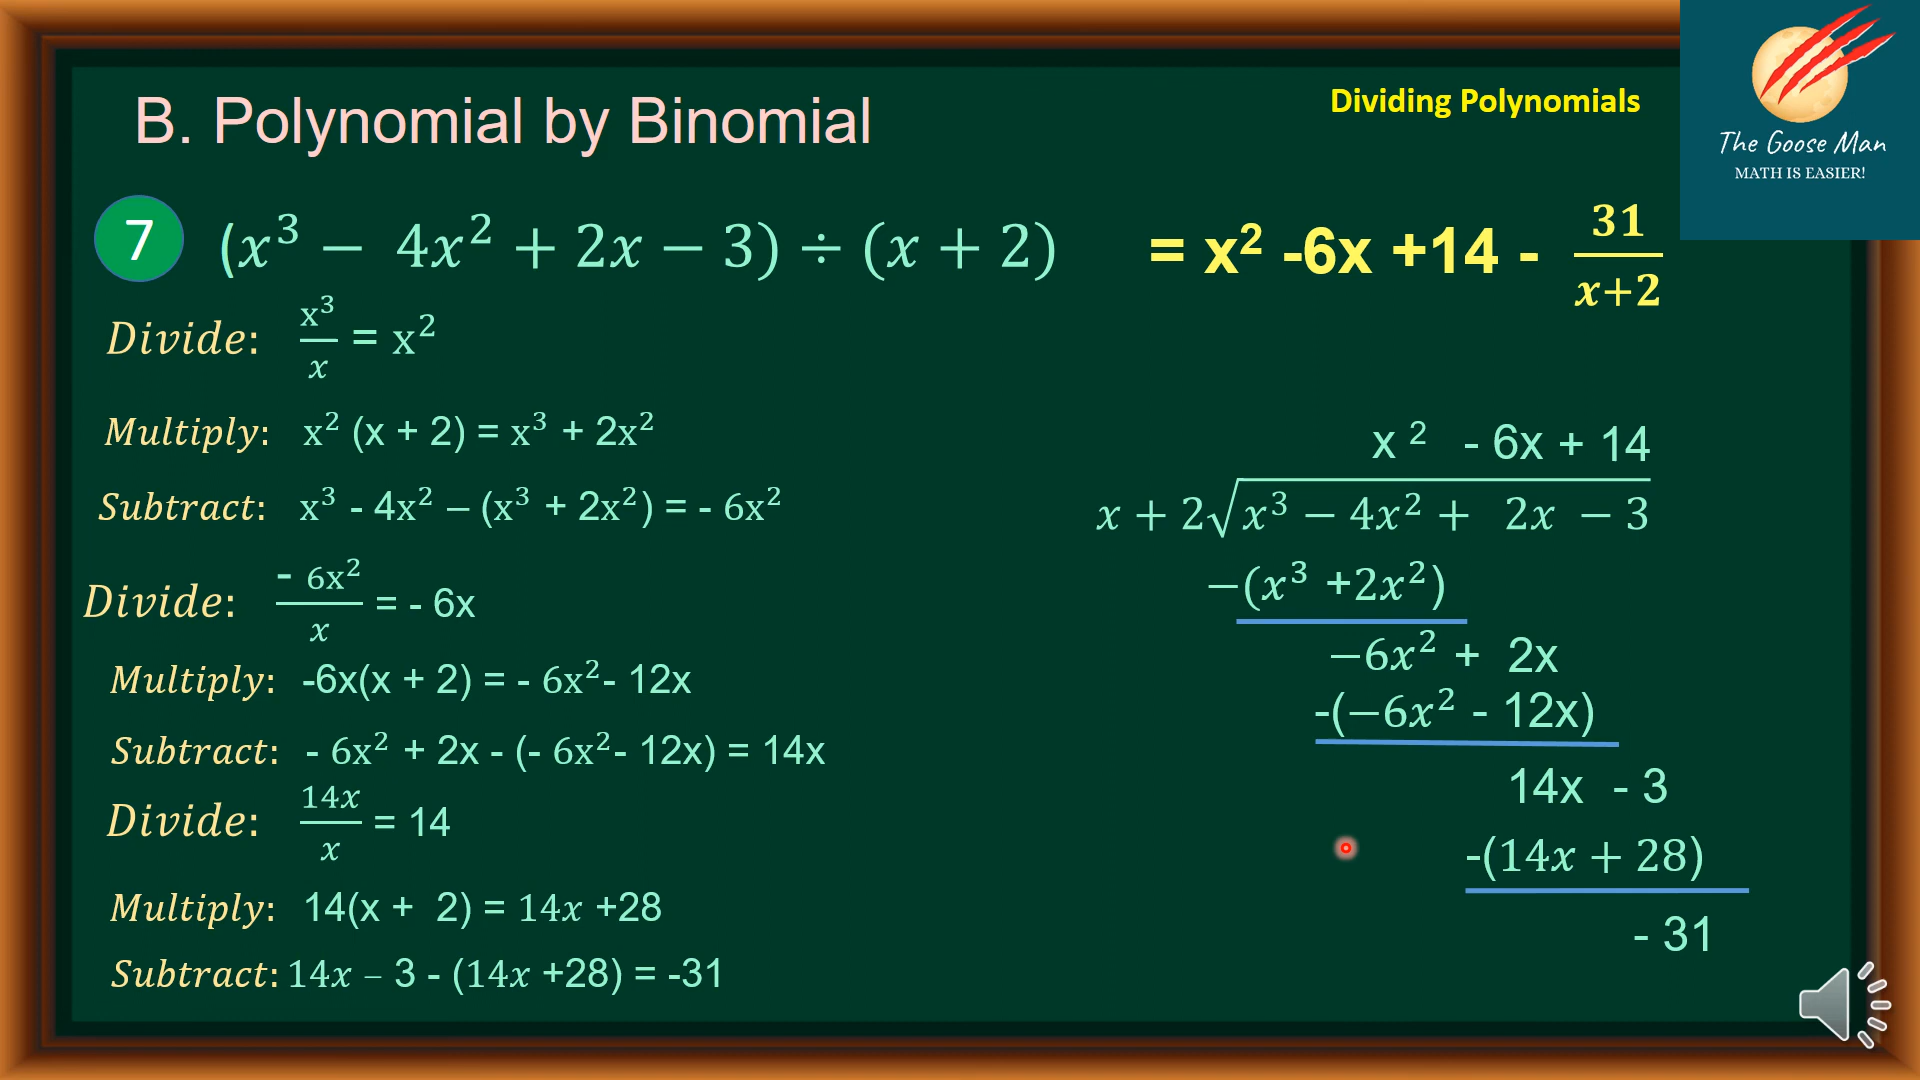 B. Polynomial by Binomial
Dividing Polynomials
The Goose Man
MATH IS EASIER!
7 (x³ − 4x² + 2x − 3) ÷ (x + 2) = x² -6x +14 - 31/(x+2)
Divide: x³/x = x²
Multiply: x² (x + 2) = x³ + 2x²
Subtract: x³ - 4x² – (x³ + 2x²) = - 6x²
Divide: - 6x²/x = - 6x
Multiply: -6x(x + 2) = - 6x²- 12x
Subtract: - 6x² + 2x - (- 6x²- 12x) = 14x
Divide: 14x/x = 14
Multiply: 14(x + 2) = 14x +28
Subtract: 14x – 3 - (14x +28) = -31
x ² - 6x + 14
x + 2√x³ − 4x² + 2x − 3
−(x³ +2x²)
−6x² + 2x
-(−6x² - 12x)
14x - 3
-(14x + 28)
- 31